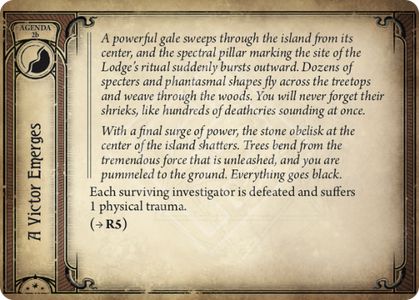 AGENDA
2b
A Victor Emerges
A powerful gale sweeps through the island from its
center, and the spectral pillar marking the site of the
Lodge's ritual suddenly bursts outward. Dozens of
specters and phantasmal shapes fly across the treetops
and weave through the woods. You will never forget their
shrieks, like hundreds of deathcries sounding at once.
With a final surge of power, the stone obelisk at the
center of the island shatters. Trees bend from the
tremendous force that is unleashed, and you are
pummeled to the ground. Everything goes black.
Each surviving investigator is defeated and suffers
1 physical trauma.
(→R5)